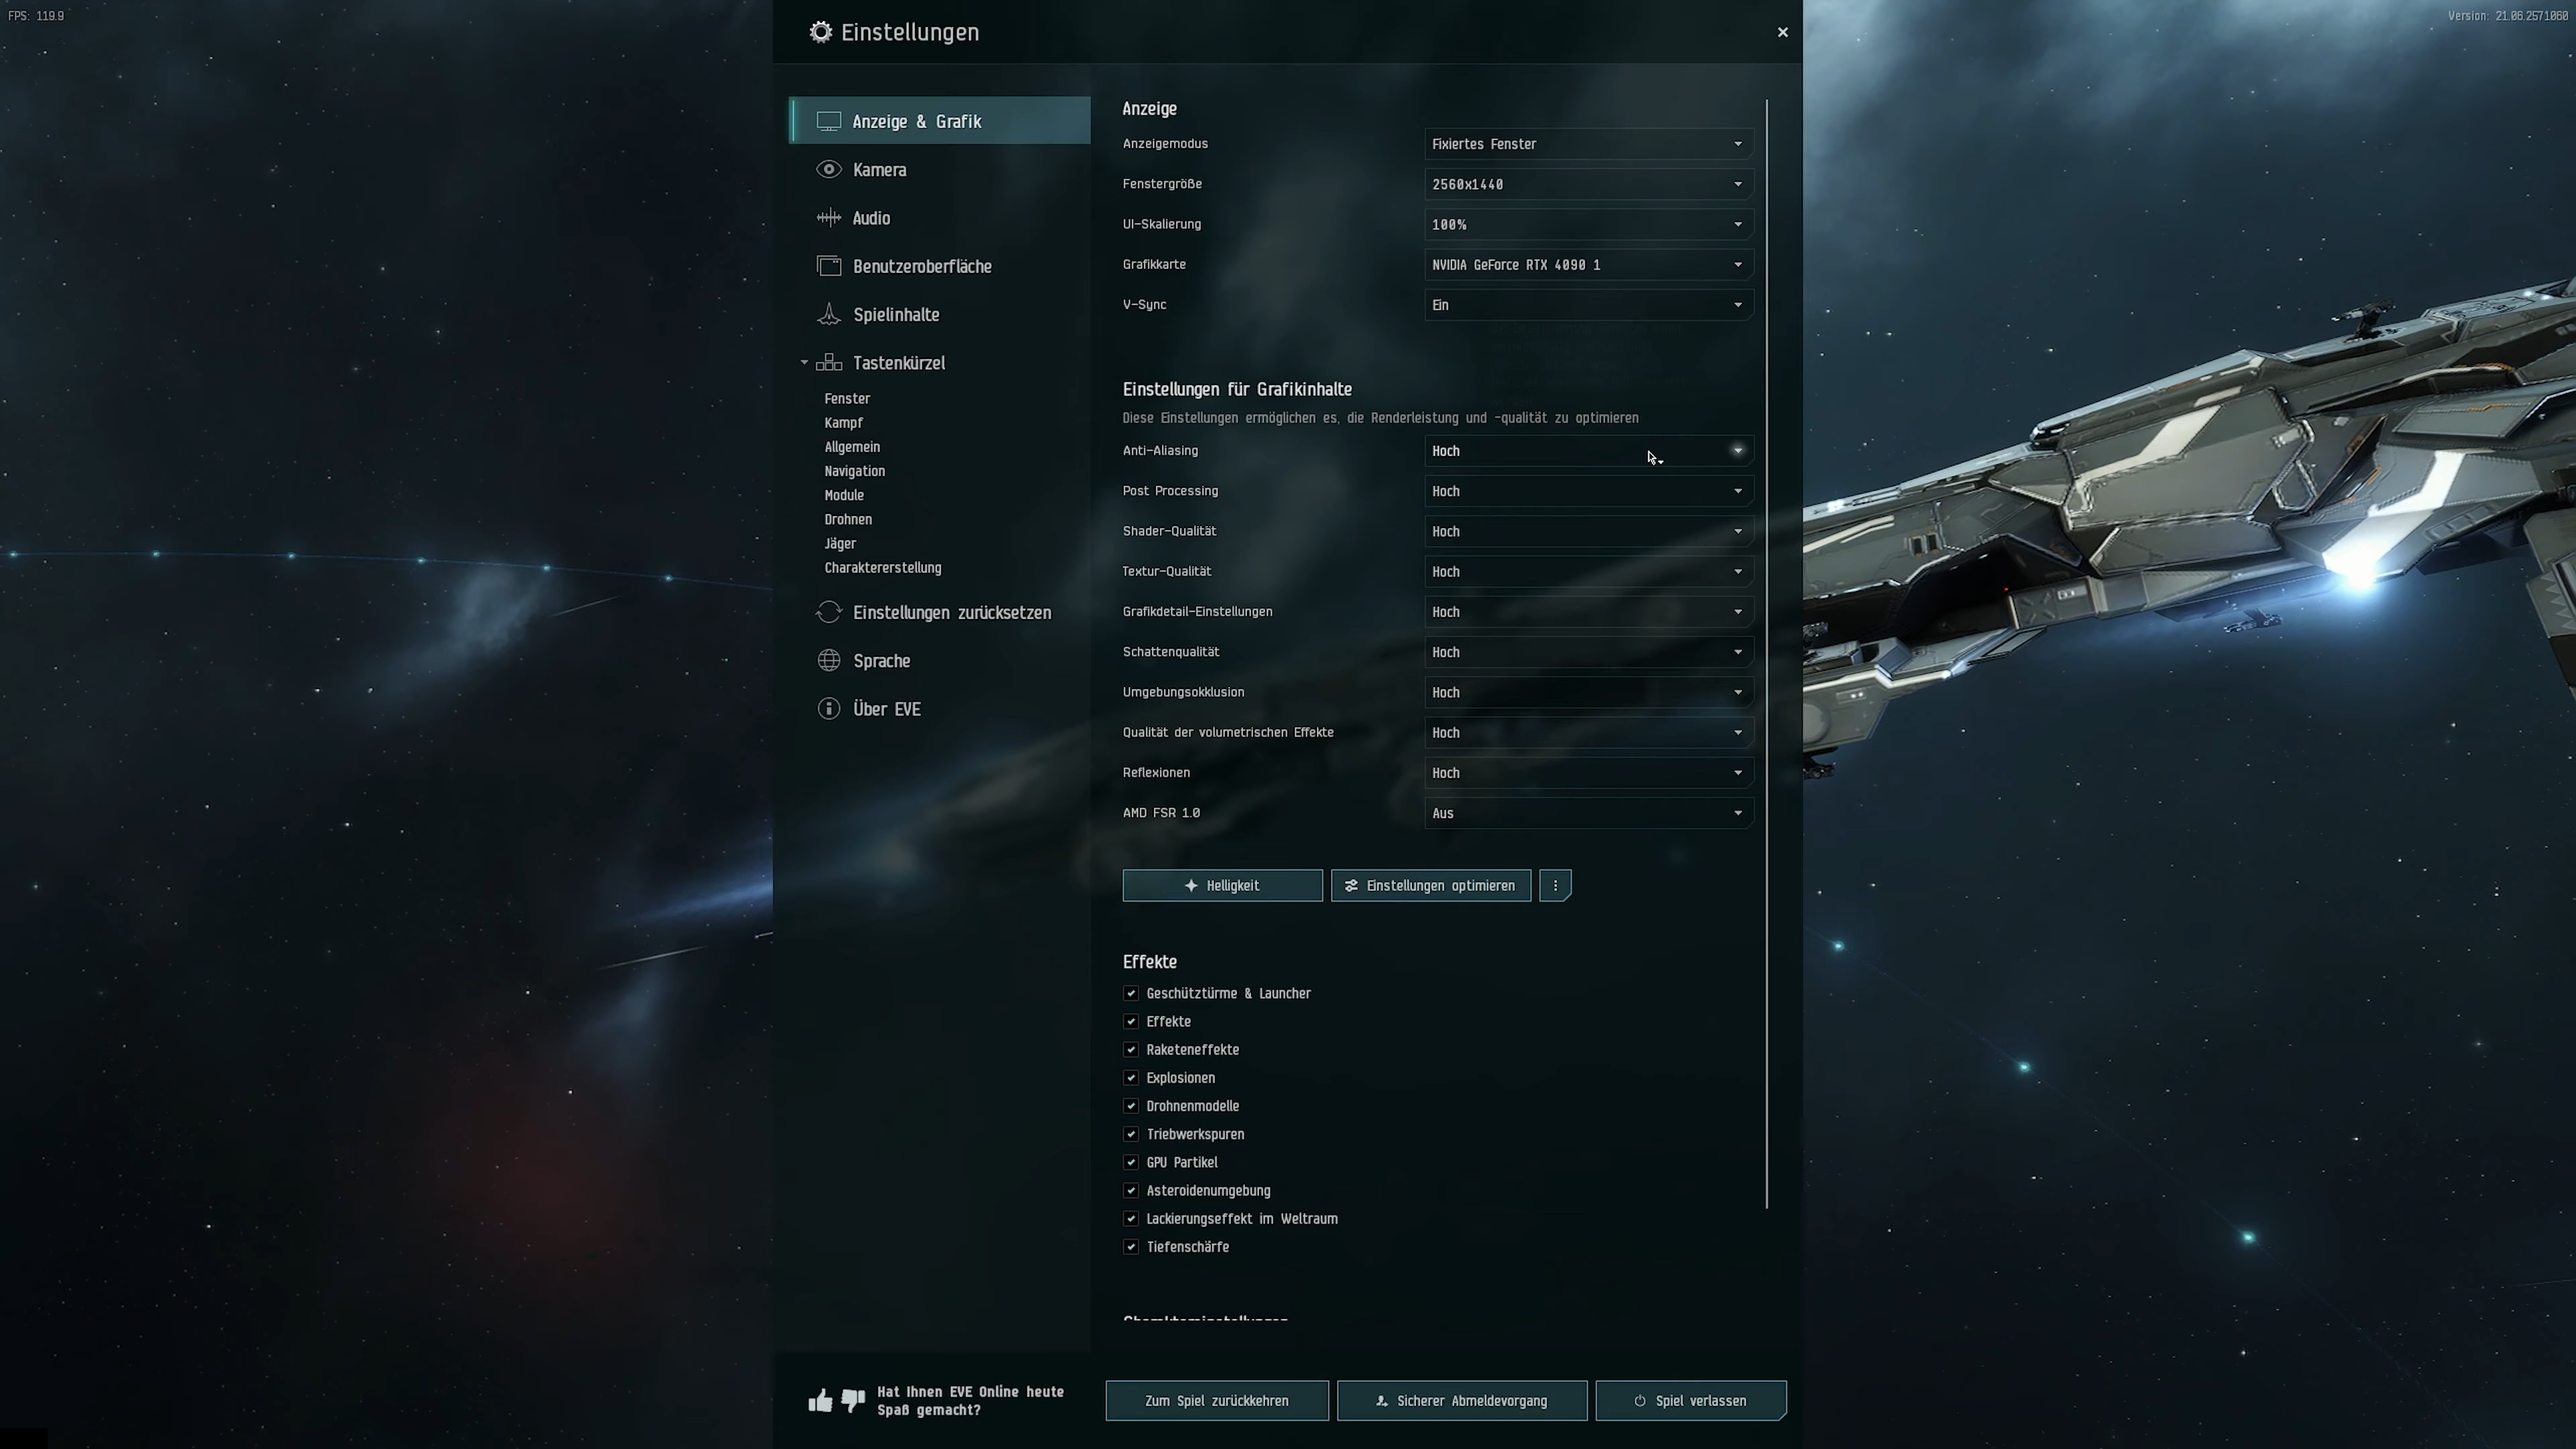 FPS: 119.9
Version: 21.06.2571060
Einstellungen
Anzeige & Grafik
Kamera
Audio
Benutzeroberfläche
Spielinhalte
Tastenkürzel
Fenster
Kampf
Allgemein
Navigation
Module
Drohnen
Jäger
Charaktererstellung
Einstellungen zurücksetzen
Sprache
Über EVE
Anzeige
Anzeigemodus Fixiertes Fenster
Fenstergröße 2560x1440
UI-Skalierung 100%
Grafikkarte NVIDIA GeForce RTX 4090 1
V-Sync Ein
Einstellungen für Grafikinhalte
Diese Einstellungen ermöglichen es, die Renderleistung und -qualität zu optimieren
Anti-Aliasing Hoch
Post Processing Hoch
Shader-Qualität Hoch
Textur-Qualität Hoch
Grafikdetail-Einstellungen Hoch
Schattenqualität Hoch
Umgebungsokklusion Hoch
Qualität der volumetrischen Effekte Hoch
Reflexionen Hoch
AMD FSR 1.0 Aus
Helligkeit Einstellungen optimieren
Effekte
Geschütztürme & Launcher
Effekte
Raketeneffekte
Explosionen
Drohnenmodelle
Triebwerkspuren
GPU Partikel
Asteroidenumgebung
Lackierungseffekt im Weltraum
Tiefenschärfe
Hat Ihnen EVE Online heute
Spaß gemacht?
Zum Spiel zurückkehren
Sicherer Abmeldevorgang
Spiel verlassen